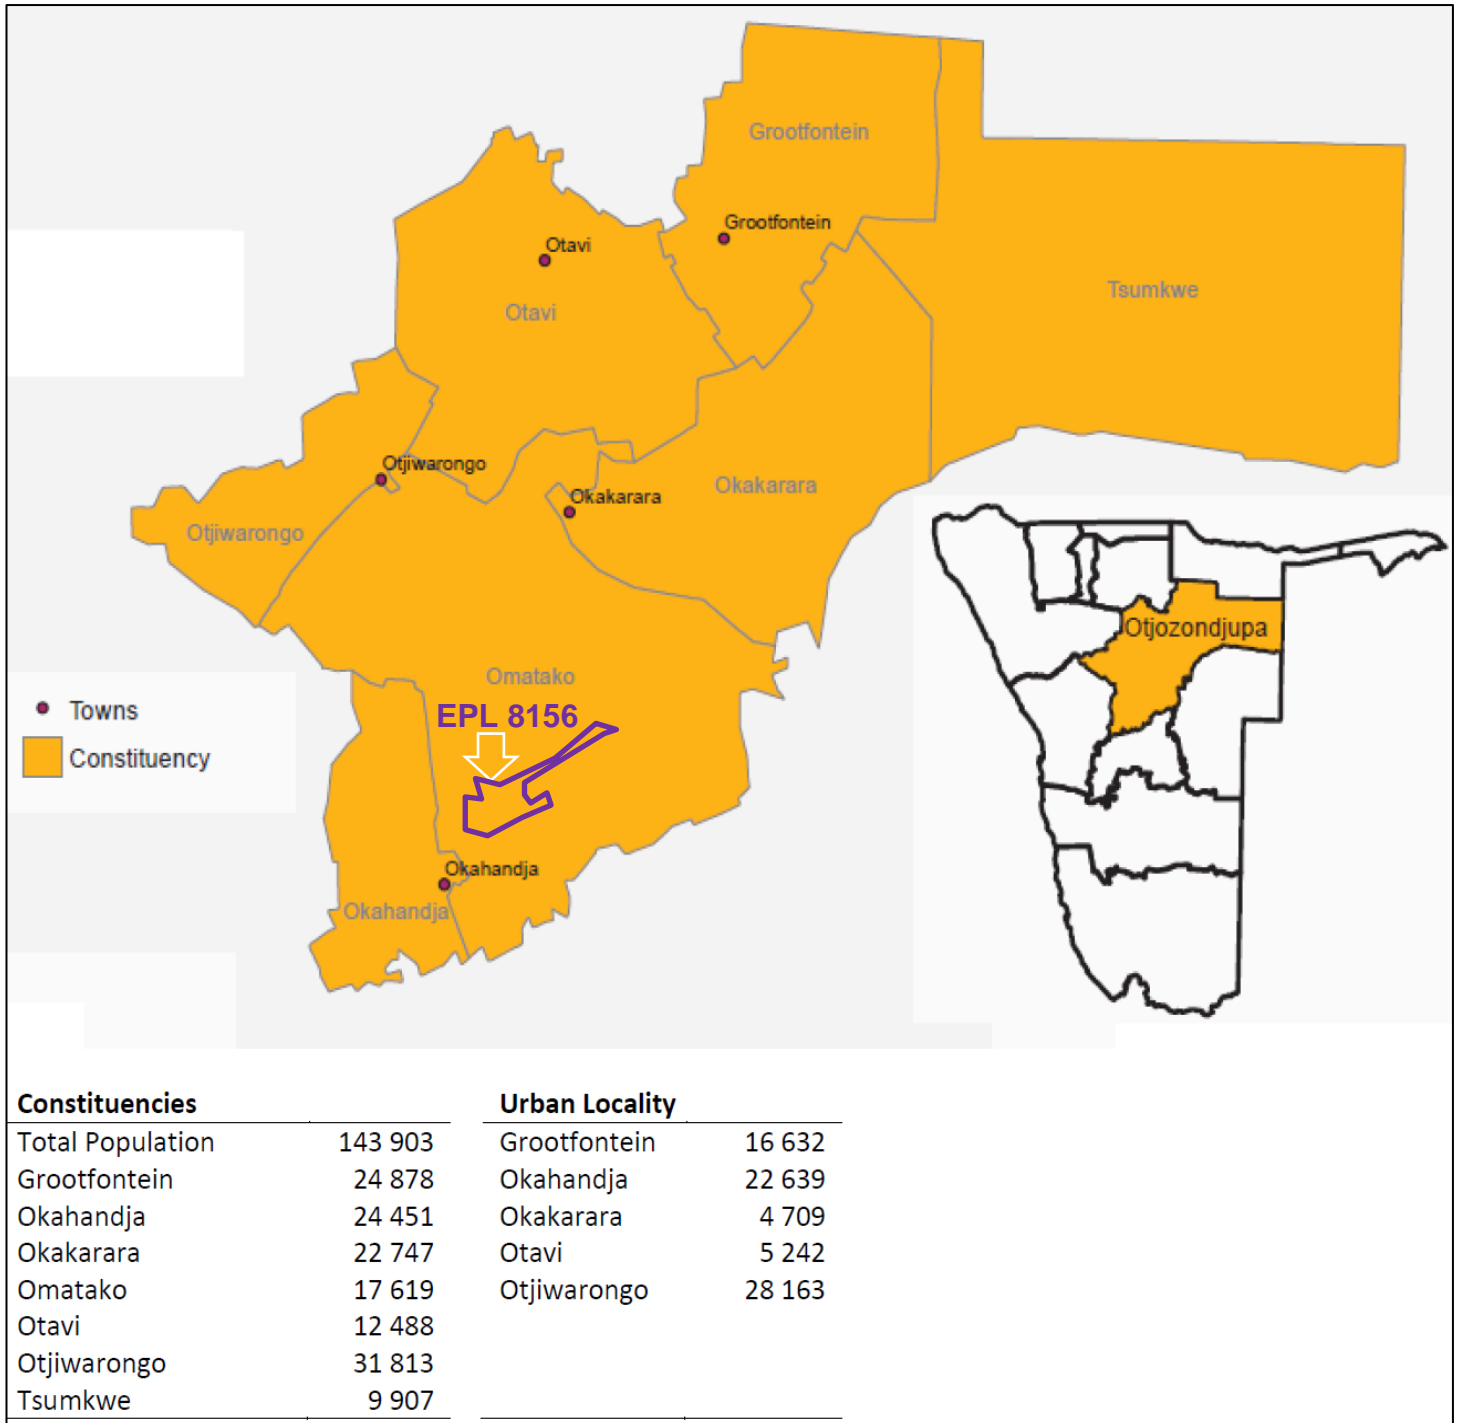 Grootfontein
Grootfontein
Otavi
Otavi
Tsumkwe
Otjiwarongo
Okakarara
Okakarara
Otjiwarongo
Otjozondjupa
Omatako
EPL 8156
Towns
Constituency
Okahandja
Okahandja
Constituencies
Total Population 143 903
Grootfontein 24 878
Okahandja 24 451
Okakarara 22 747
Omatako 17 619
Otavi 12 488
Otjiwarongo 31 813
Tsumkwe 9 907
Urban Locality
Grootfontein 16 632
Okahandja 22 639
Okakarara 4 709
Otavi 5 242
Otjiwarongo 28 163